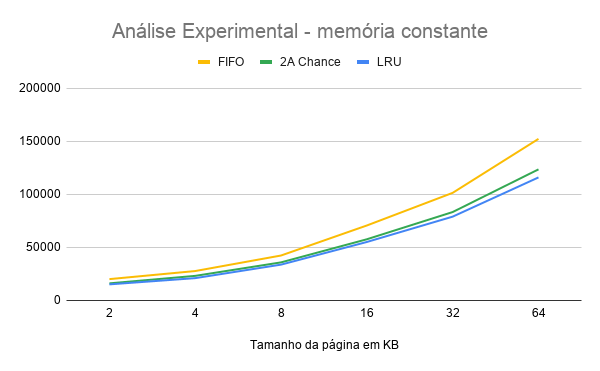 Análise Experimental - memória constante
FIFO 2A Chance LRU
200000
150000
100000
50000
0
2 4 8 16 32 64
Tamanho da página em KB